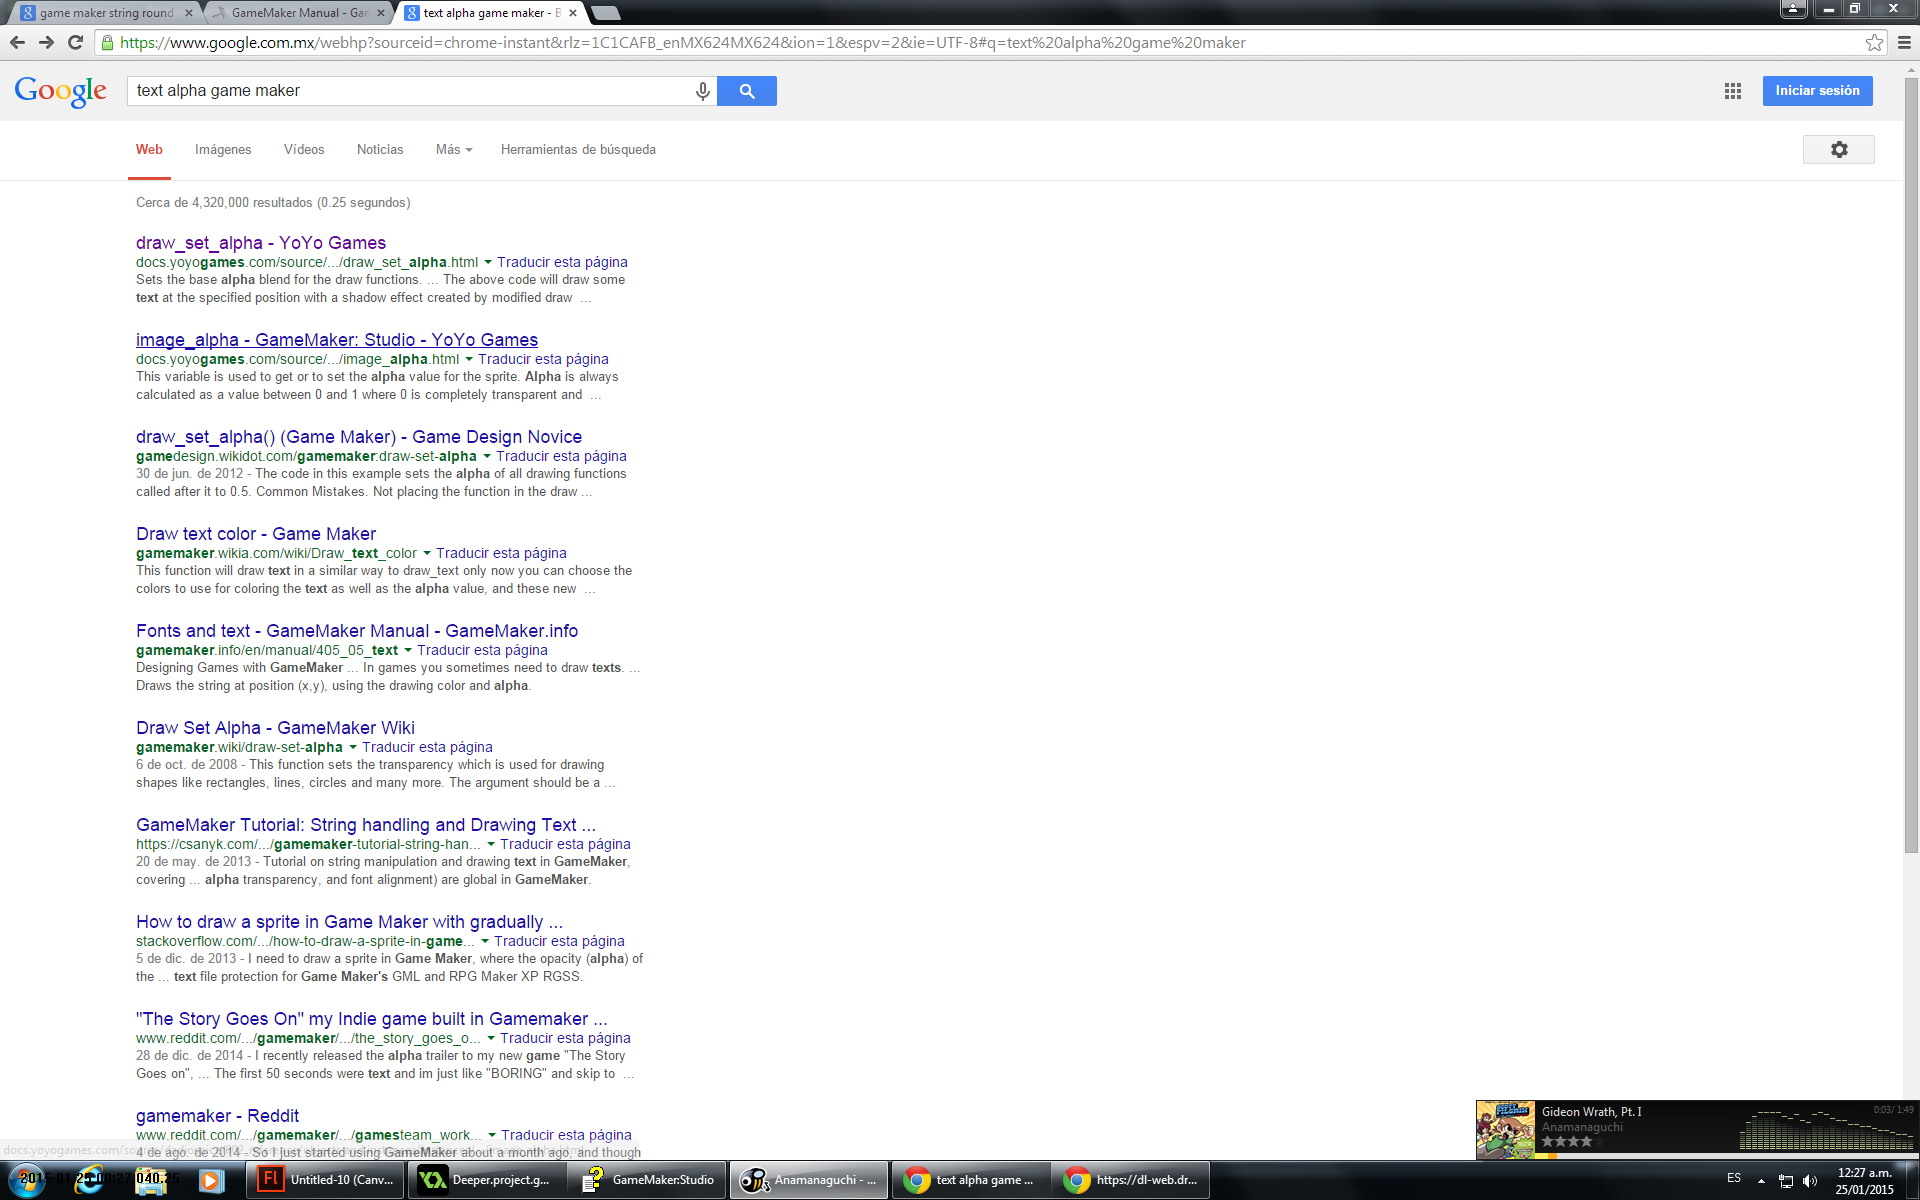 game maker string round
GameMaker Manual - Gar
text alpha game maker - B
https://www.google.com.mx/webhp?sourceid=chrome-instant&rlz=1C1CAFB_enMX624MX624&ion=1&espv=2&ie=UTF-8#q=text%20alpha%20game%20maker
Google
text alpha game maker
Iniciar sesión
Web Imágenes Vídeos Noticias Más Herramientas de búsqueda
Cerca de 4,320,000 resultados (0.25 segundos)
draw_set_alpha - YoYo Games
docs.yoyogames.com/source/.../draw_set_alpha.html Traducir esta página
Sets the base alpha blend for the draw functions. ... The above code will draw some
text at the specified position with a shadow effect created by modified draw ...
image_alpha - GameMaker: Studio - YoYo Games
docs.yoyogames.com/source/.../image_alpha.html Traducir esta página
This variable is used to get or to set the alpha value for the sprite. Alpha is always
calculated as a value between 0 and 1 where 0 is completely transparent and ...
draw_set_alpha() (Game Maker) - Game Design Novice
gamedesign.wikidot.com/gamemaker:draw-set-alpha Traducir esta página
30 de jun. de 2012 - The code in this example sets the alpha of all drawing functions
called after it to 0.5. Common Mistakes. Not placing the function in the draw ...
Draw text color - Game Maker
gamemaker.wikia.com/wiki/Draw_text_color Traducir esta página
This function will draw text in a similar way to draw_text only now you can choose the
colors to use for coloring the text as well as the alpha value, and these new ...
Fonts and text - GameMaker Manual - GameMaker.info
gamemaker.info/en/manual/405_05_text Traducir esta página
Designing Games with GameMaker ... In games you sometimes need to draw texts. ...
Draws the string at position (x,y), using the drawing color and alpha.
Draw Set Alpha - GameMaker Wiki
gamemaker.wiki/draw-set-alpha Traducir esta página
6 de oct. de 2008 - This function sets the transparency which is used for drawing
shapes like rectangles, lines, circles and many more. The argument should be a ...
GameMaker Tutorial: String handling and Drawing Text ...
https://csanyk.com/.../gamemaker-tutorial-string-han... Traducir esta página
20 de may. de 2013 - Tutorial on string manipulation and drawing text in GameMaker,
covering ... alpha transparency, and font alignment) are global in GameMaker.
How to draw a sprite in Game Maker with gradually ...
stackoverflow.com/.../how-to-draw-a-sprite-in-game... Traducir esta página
5 de dic. de 2013 - I need to draw a sprite in Game Maker, where the opacity (alpha) of
the ... text file protection for Game Maker's GML and RPG Maker XP RGSS.
"The Story Goes On" my Indie game built in Gamemaker ...
www.reddit.com/.../gamemaker/.../the_story_goes_o... Traducir esta página
28 de dic. de 2014 - I recently released the alpha trailer to my new game "The Story
Goes on", ... The first 50 seconds were text and im just like "BORING" and skip to ...
gamemaker - Reddit
www.reddit.com/.../gamemaker/.../gamesteam_work... Traducir esta página
4 de ago. de 2014 - So I just started using GameMaker about a month ago, and though
Gideon Wrath, Pt. I
0:03/ 1:49
Anamanaguchi
2015-01-25 00:27:040.25
Fl Untitled-10 (Canv...
Deeper.project.g...
GameMaker:Studio
Anamanaguchi - ...
text alpha game ...
https://dl-web.dr...
ES
12:27 a.m.
25/01/2015